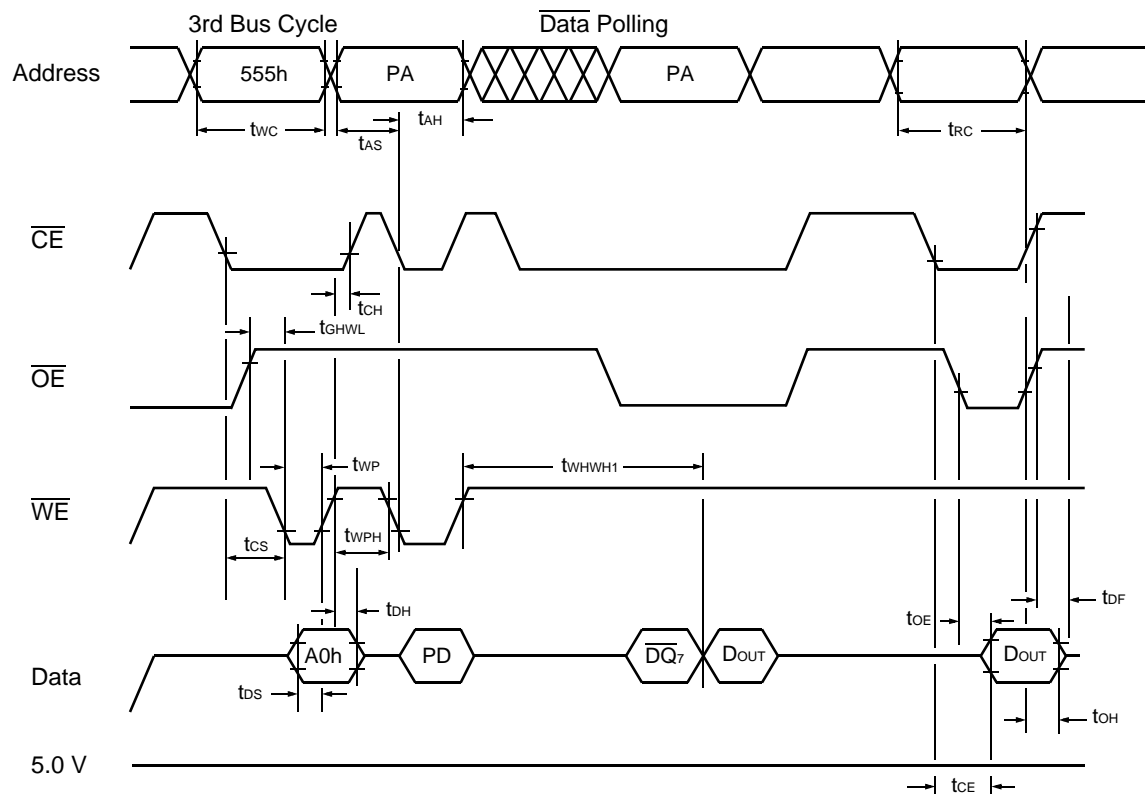 3rd Bus Cycle Data Polling
Address 555h PA PA
tWC tAS tAH tRC
CE
tCH
tGHWL
OE
tWP tWHWH1
WE
tCS tWPH
tDH tOE tDF
Data A0h PD DQ7 DOUT DOUT
tDS tOH
5.0 V
tCE